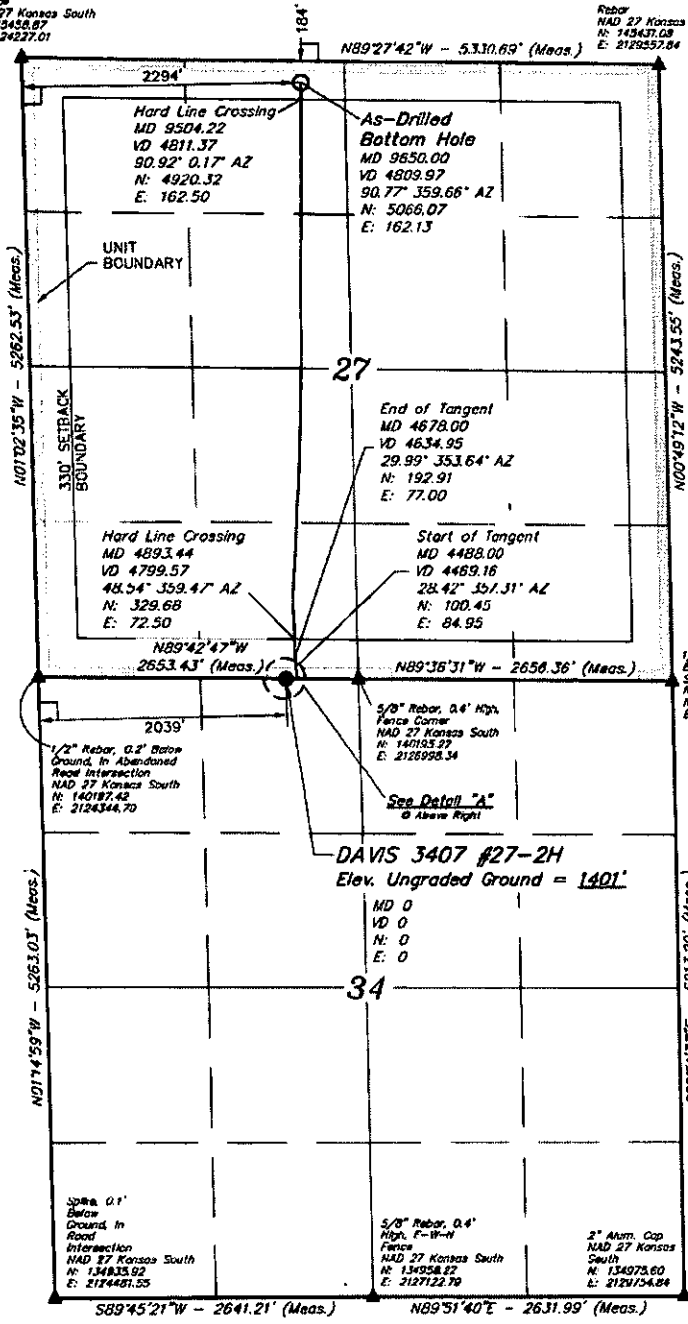 27 Kansas South
24227.01
184'
Rebar
NAD 27 Kansas
N: 145437.08
E: 2129557.84
N89°27'42"W - 5330.69' (Meas.)
2294'
Hard Line Crossing
MD 9504.22
VD 4811.37
90.92° 0.17° AZ
N: 4920.32
E: 162.50
As-Drilled
Bottom Hole
MD 9650.00
VD 4809.97
90.77° 359.66° AZ
N: 5066.07
E: 162.13
UNIT
BOUNDARY
N01°02'35"W - 5262.53' (Meas.)
330' SETBACK
BOUNDARY
27
N00°49'12"W - 5243.55' (Meas.)
End of Tangent
MD 4678.00
VD 4634.95
29.99° 353.64° AZ
N: 192.91
E: 77.00
Hard Line Crossing
MD 4893.44
VD 4799.57
48.54° 359.47° AZ
N: 329.68
E: 72.50
Start of Tangent
MD 4488.00
VD 4469.16
28.42° 357.31° AZ
N: 100.45
E: 84.95
N89°42'47"W
2653.43' (Meas.)
N89°36'31"W - 2656.36' (Meas.)
2039'
1/2" Rebar, 0.2' Below
Ground, In Abandoned
Road Intersection
NAD 27 Kansas South
N: 140187.42
E: 2124344.70
5/8" Rebar, 0.4' High,
Fence Corner
NAD 27 Kansas South
N: 140195.27
E: 2126998.34
See Detail "A"
@ Above Right
DAVIS 3407 #27-2H
Elev. Ungraded Ground = 1401'
MD 0
VD 0
N: 0
E: 0
34
N01°14'59"W - 5263.03' (Meas.)
Spike, 0.1'
Below
Ground, In
Road
Intersection
NAD 27 Kansas South
N: 134935.92
E: 2124481.55
5/8" Rebar, 0.4'
High, E-W-N
Fence
NAD 27 Kansas South
N: 134958.22
E: 2127122.79
2" Alum. Cap
NAD 27 Kansas
South
N: 134975.60
E: 2129754.84
S89°45'21"W - 2641.21' (Meas.)
N89°51'40"E - 2631.99' (Meas.)